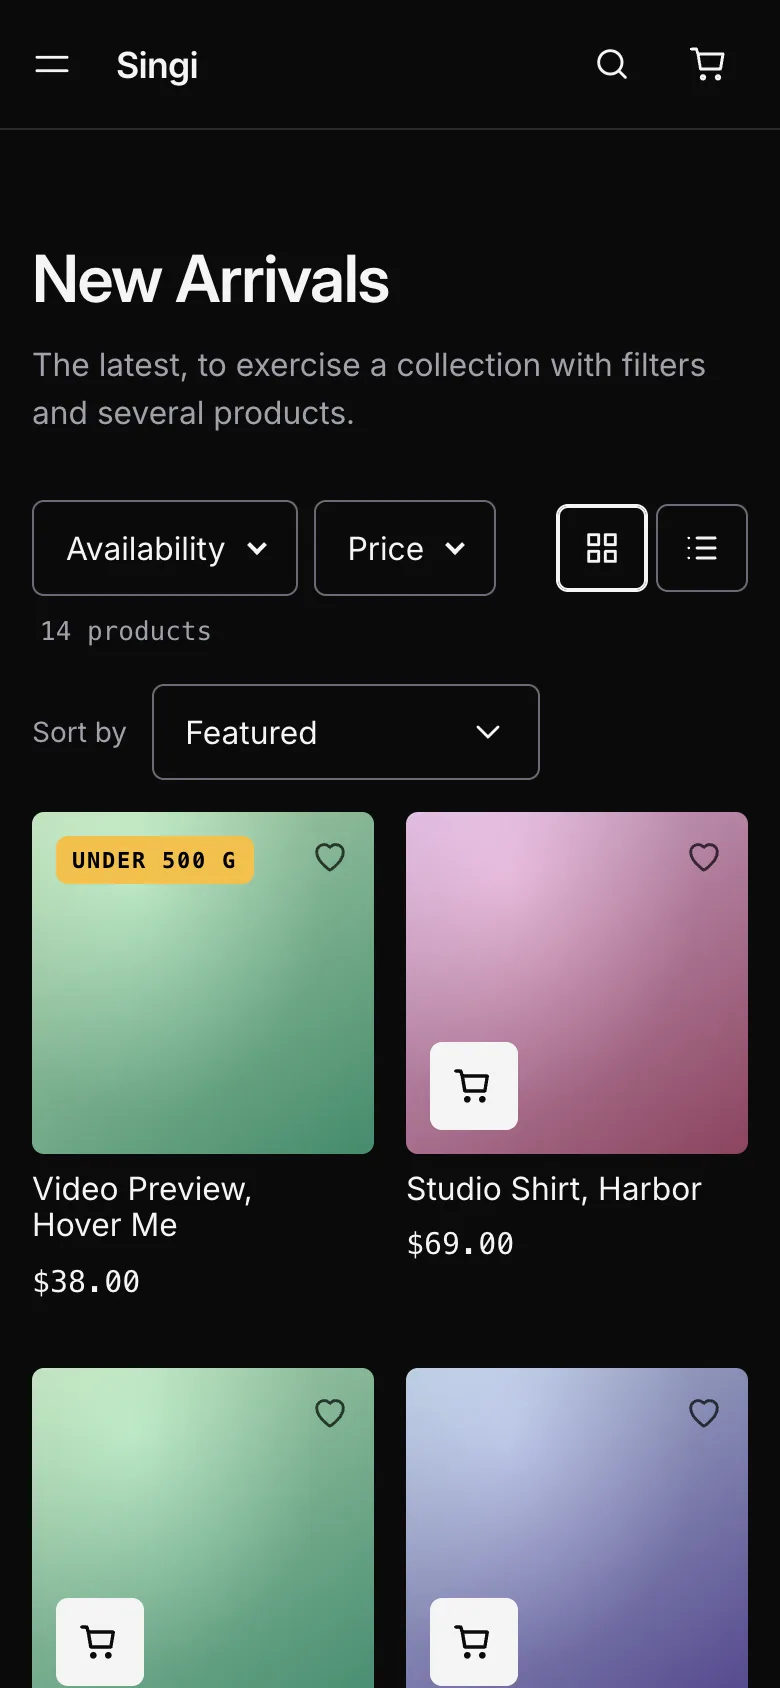 Singi
New Arrivals
The latest, to exercise a collection with filters
and several products.
Availability
Price
14 products
Sort by
Featured
UNDER 500 G
Video Preview,
Hover Me
$38.00
Studio Shirt, Harbor
$69.00